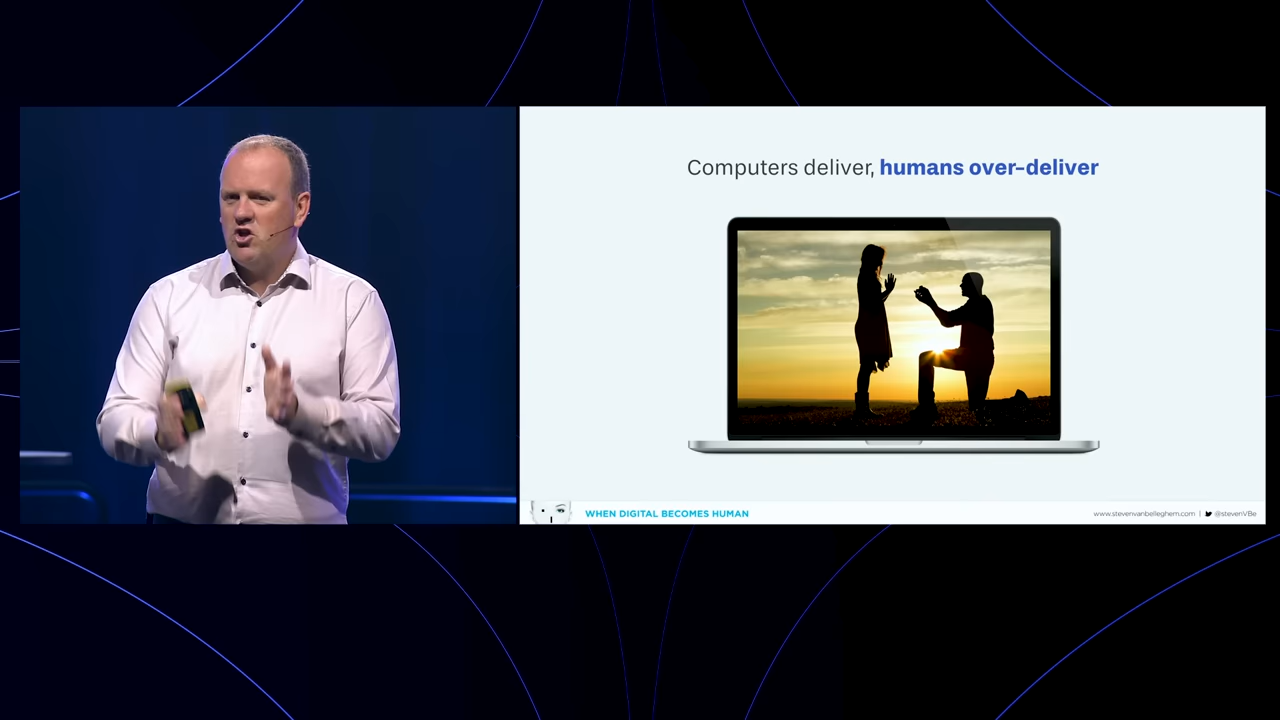 Computers deliver, humans over-deliver
WHEN DIGITAL BECOMES HUMAN
www.stevenvanbelleghem.com | @stevenVBe